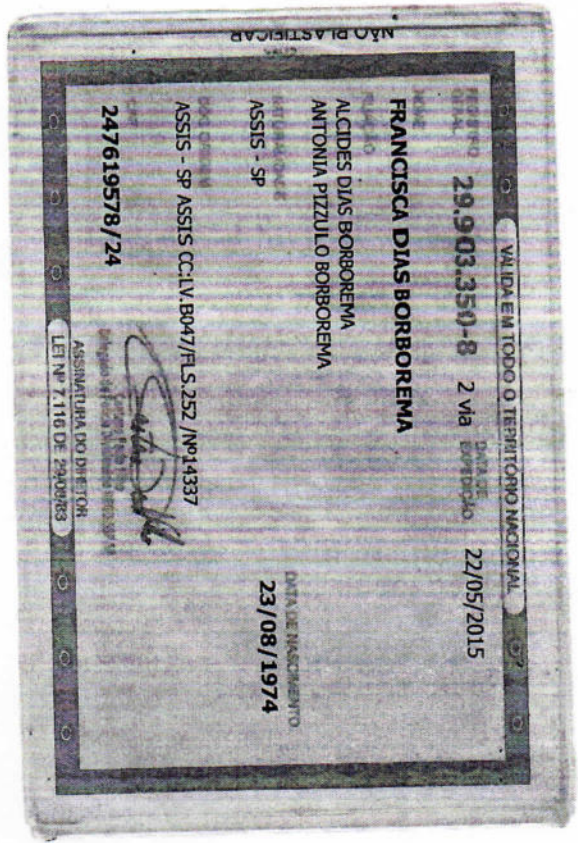 NÃO PLASTIFICAR
VÁLIDA EM TODO O TERRITÓRIO NACIONAL
REGISTRO GERAL 29.903.350-8 2 via DATA DE EXPEDIÇÃO 22/05/2015
NOME
FRANCISCA DIAS BORBOREMA
FILIAÇÃO
ALCIDES DIAS BORBOREMA
ANTONIA PIZZULO BORBOREMA
NATURALIDADE DATA DE NASCIMENTO
ASSIS - SP 23/08/1974
DOC ORIGEM
ASSIS - SP ASSIS CC:LV.B047/FLS.252 /Nº14337
CPF
247619578/24
ASSINATURA DO DIRETOR
LEI Nº 7.116 DE 29/08/83